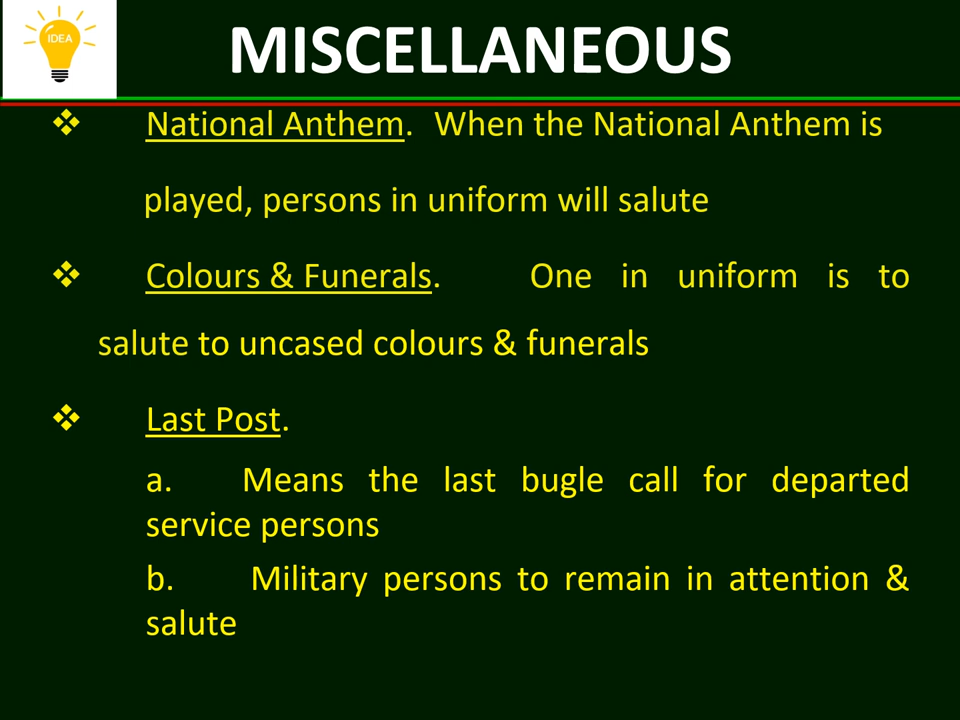 IDEA
MISCELLANEOUS
❖ National Anthem. When the National Anthem is
played, persons in uniform will salute
❖ Colours & Funerals. One in uniform is to
salute to uncased colours & funerals
❖ Last Post.
a. Means the last bugle call for departed
service persons
b. Military persons to remain in attention &
salute